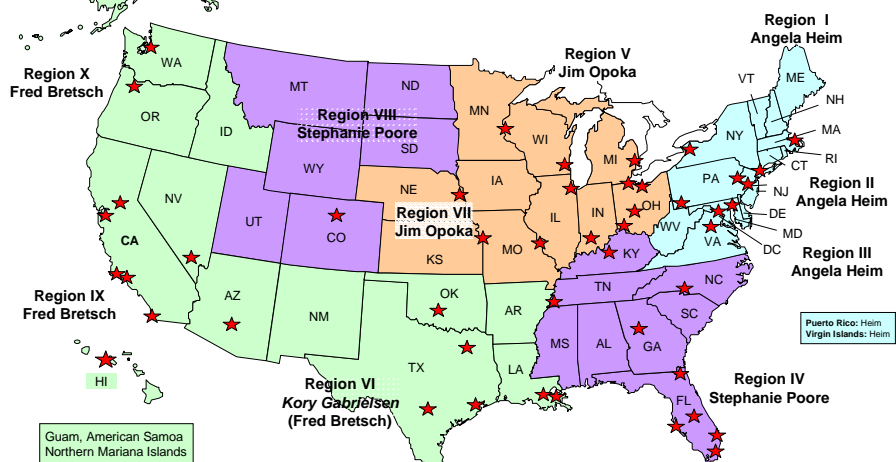 Region I
Angela Heim
Region V
Jim Opoka
Region X
Fred Bretsch
WA
MT
ND
MN
VT
ME
NH
OR
ID
Region VIII
Stephanie Poore
SD
WI
MI
NY
MA
WY
RI
CT
NV
NE
IA
PA
Region II
Angela Heim
NJ
UT
CO
Region VII
Jim Opoka
IL
IN
OH
WV
DE
MD
CA
KS
MO
KY
VA
DC
Region III
Angela Heim
Region IX
Fred Bretsch
AZ
NM
OK
AR
TN
NC
SC
Puerto Rico: Heim
Virgin Islands: Heim
MS
AL
GA
HI
TX
LA
Region VI
Kory Gabrielsen
(Fred Bretsch)
FL
Region IV
Stephanie Poore
Guam, American Samoa
Northern Mariana Islands